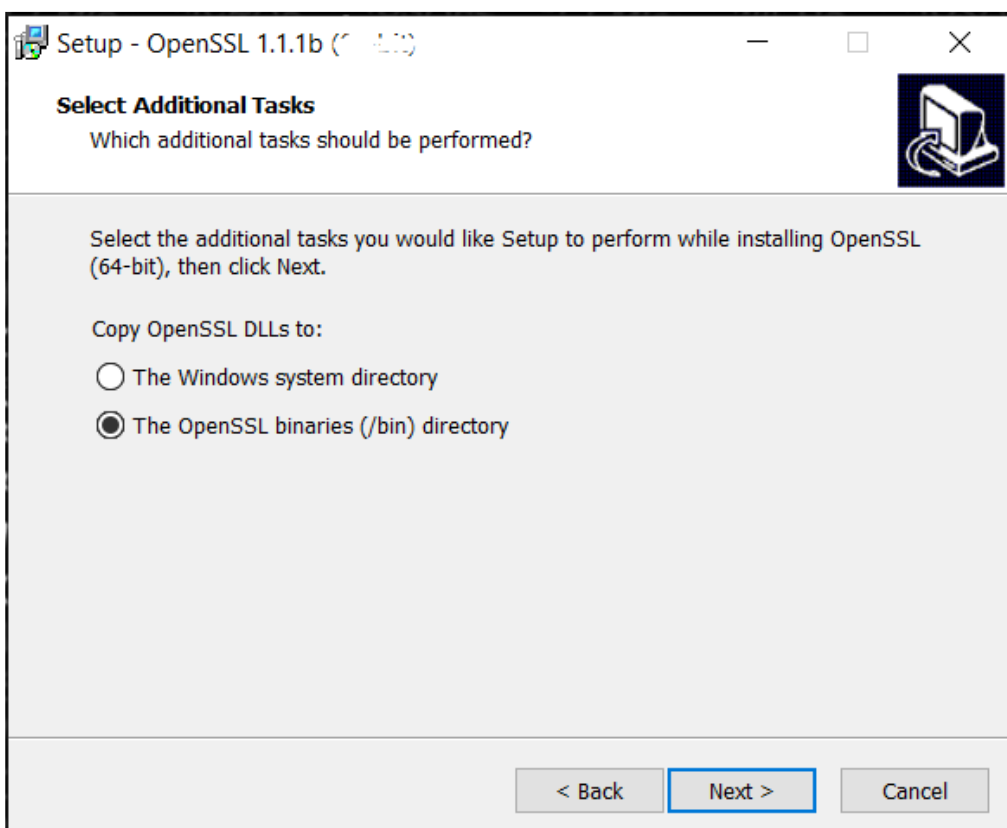 Setup - OpenSSL 1.1.1b (
Select Additional Tasks
Which additional tasks should be performed?
Select the additional tasks you would like Setup to perform while installing OpenSSL
(64-bit), then click Next.
Copy OpenSSL DLLs to:
The Windows system directory
The OpenSSL binaries (/bin) directory
< Back
Next >
Cancel